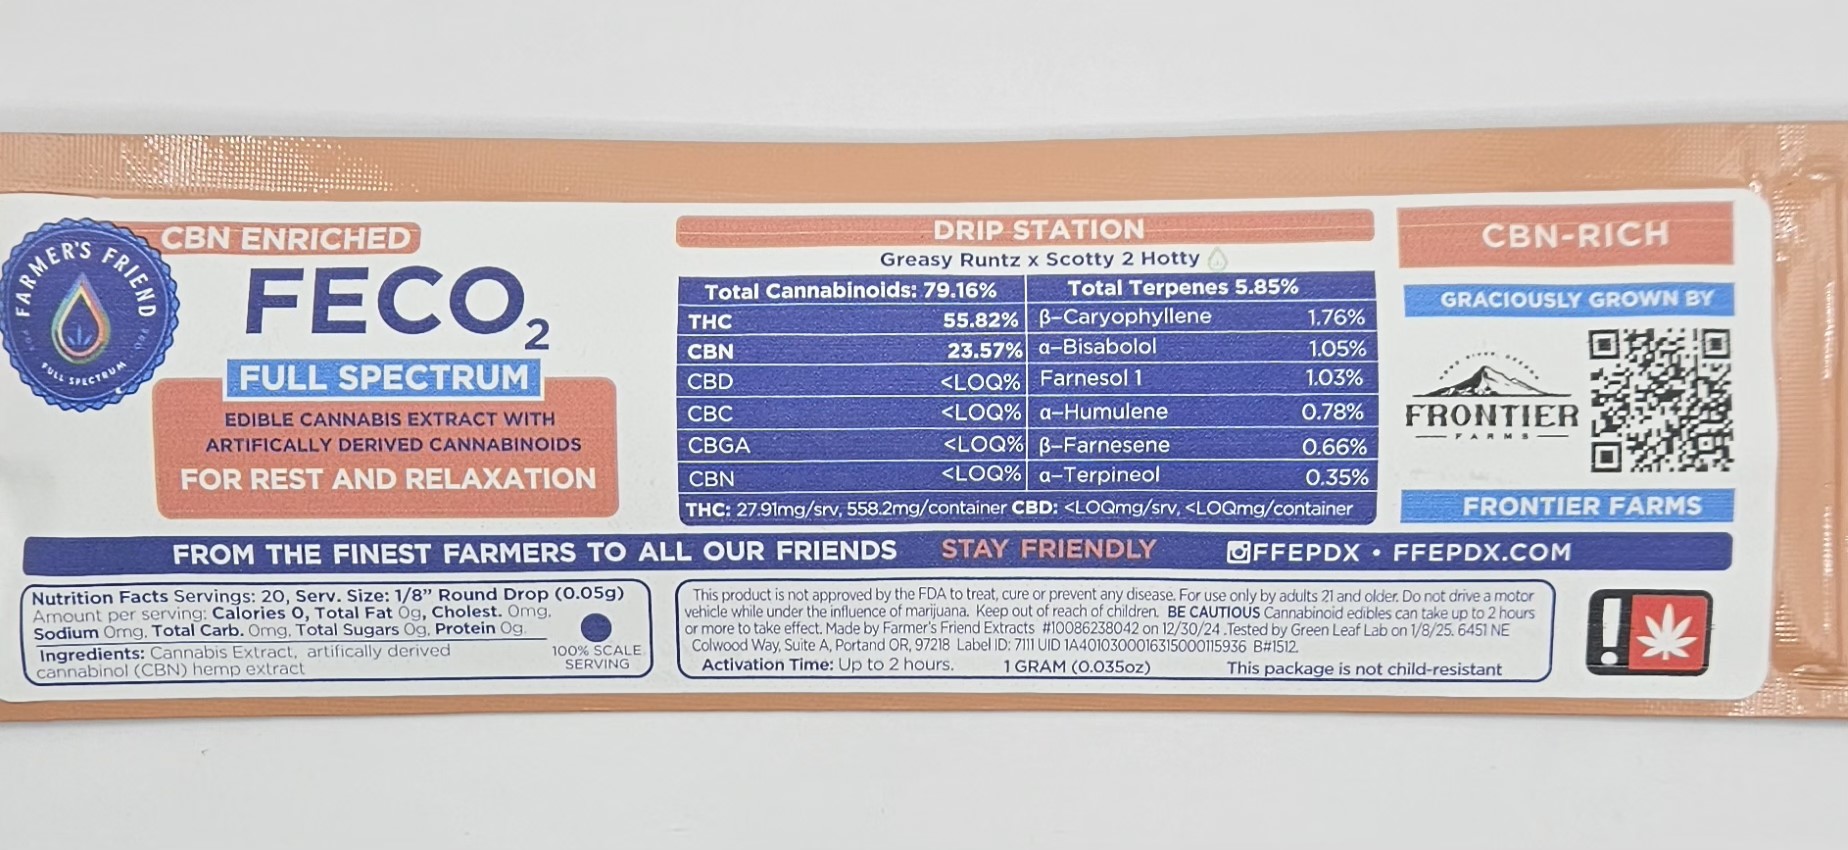 FARMER'S FRIEND
FULL SPECTRUM
CBN ENRICHED
FECO2
FULL SPECTRUM
EDIBLE CANNABIS EXTRACT WITH
ARTIFICALLY DERIVED CANNABINOIDS
FOR REST AND RELAXATION
DRIP STATION
Greasy Runtz x Scotty 2 Hotty
Total Cannabinoids: 79.16% Total Terpenes 5.85%
THC 55.82% β-Caryophyllene 1.76%
CBN 23.57% α-Bisabolol 1.05%
CBD <LOQ% Farnesol 1 1.03%
CBC <LOQ% α-Humulene 0.78%
CBGA <LOQ% β-Farnesene 0.66%
CBN <LOQ% α-Terpineol 0.35%
THC: 27.91mg/srv, 558.2mg/container CBD: <LOQmg/srv, <LOQmg/container
CBN-RICH
GRACIOUSLY GROWN BY
FRONTIER
FARMS
FRONTIER FARMS
FROM THE FINEST FARMERS TO ALL OUR FRIENDS STAY FRIENDLY FFEPDX • FFEPDX.COM
Nutrition Facts Servings: 20, Serv. Size: 1/8” Round Drop (0.05g)
Amount per serving: Calories 0, Total Fat 0g, Cholest. 0mg,
Sodium 0mg, Total Carb. 0mg, Total Sugars 0g, Protein 0g.
Ingredients: Cannabis Extract, artifically derived
cannabinol (CBN) hemp extract
100% SCALE
SERVING
This product is not approved by the FDA to treat, cure or prevent any disease. For use only by adults 21 and older. Do not drive a motor
vehicle while under the influence of marijuana. Keep out of reach of children. BE CAUTIOUS Cannabinoid edibles can take up to 2 hours
or more to take effect. Made by Farmer's Friend Extracts #10086238042 on 12/30/24 .Tested by Green Leaf Lab on 1/8/25. 6451 NE
Colwood Way, Suite A, Portand OR, 97218 Label ID: 7111 UID 1A4010300016315000115936 B#1512.
Activation Time: Up to 2 hours. 1 GRAM (0.035oz) This package is not child-resistant
!